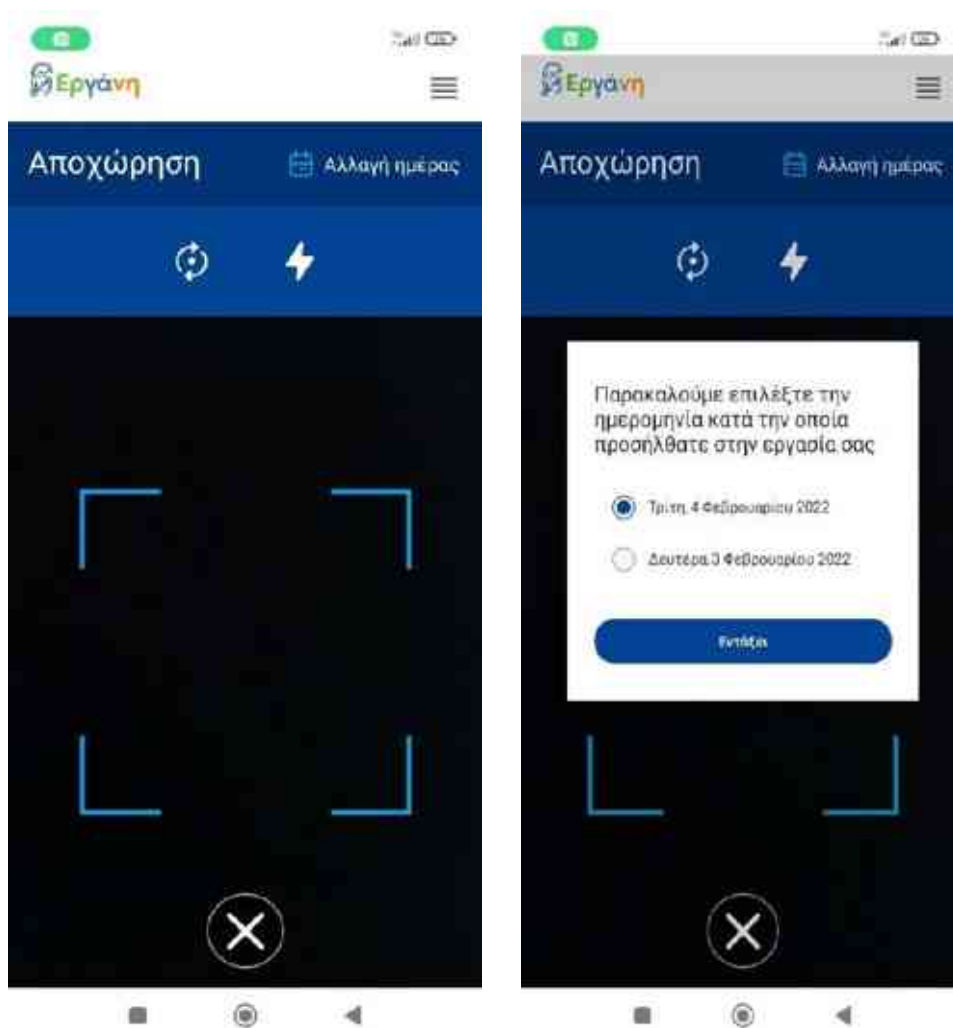 Εργάνη
Αποχώρηση
Αλλαγή ημέρας
Εργάνη
Αποχώρηση
Αλλαγή ημέρας
Παρακαλούμε επιλέξτε την
ημερομηνία κατά την οποία
προσήλθατε στην εργασία σας
Τρίτη, 4 Φεβρουαρίου 2022
Δευτέρα, 3 Φεβρουαρίου 2022
Εντάξει